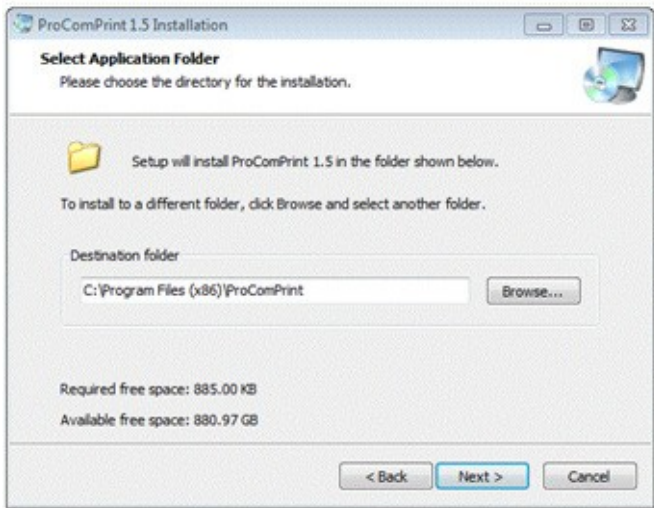 ProComPrint 1.5 Installation
Select Application Folder
Please choose the directory for the installation.
Setup will install ProComPrint 1.5 in the folder shown below.
To install to a different folder, click Browse and select another folder.
Destination folder
C:\Program Files (x86)\ProComPrint
Browse...
Required free space: 885.00 KB
Available free space: 880.97 GB
< Back
Next >
Cancel